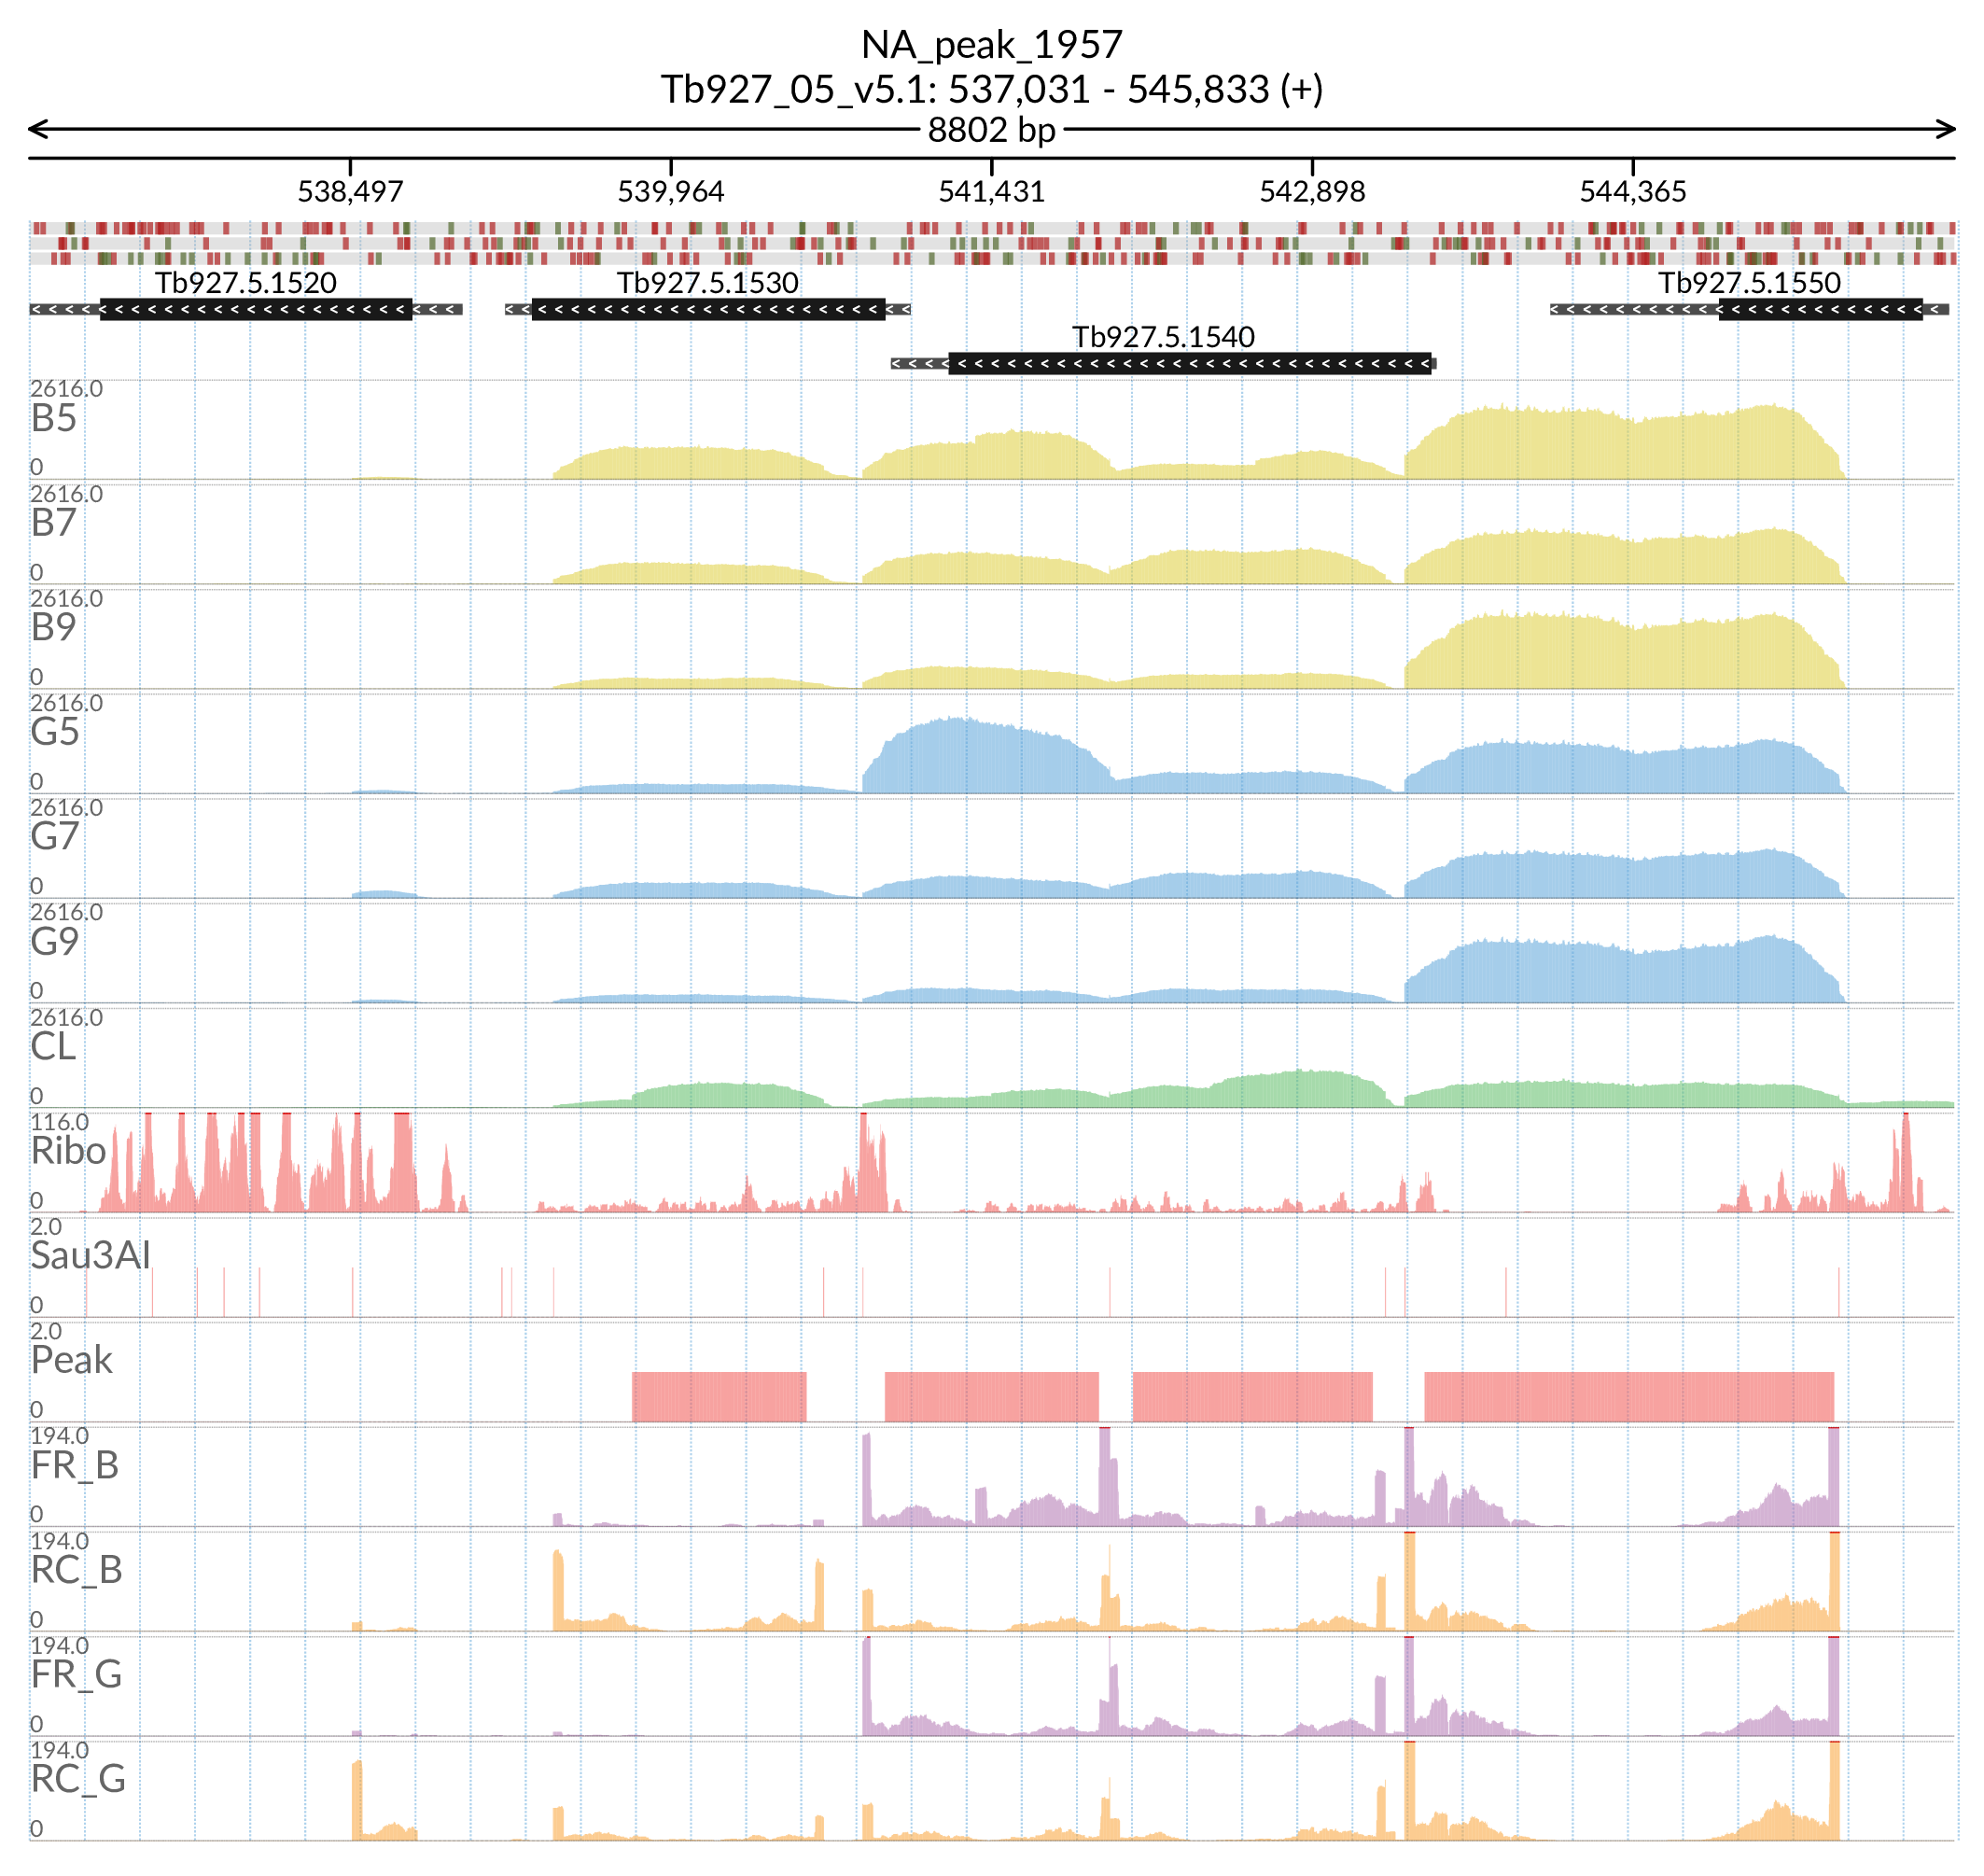 NA_peak_1957
Tb927_05_v5.1: 537,031 - 545,833 (+)
8802 bp
538,497 539,964 541,431 542,898 544,365
Tb927.5.1520 Tb927.5.1530 Tb927.5.1550
Tb927.5.1540
2616.0
B5
0
2616.0
B7
0
2616.0
B9
0
2616.0
G5
0
2616.0
G7
0
2616.0
G9
0
2616.0
CL
0
116.0
Ribo
0
2.0
Sau3AI
0
2.0
Peak
0
194.0
FR_B
0
194.0
RC_B
0
194.0
FR_G
0
194.0
RC_G
0